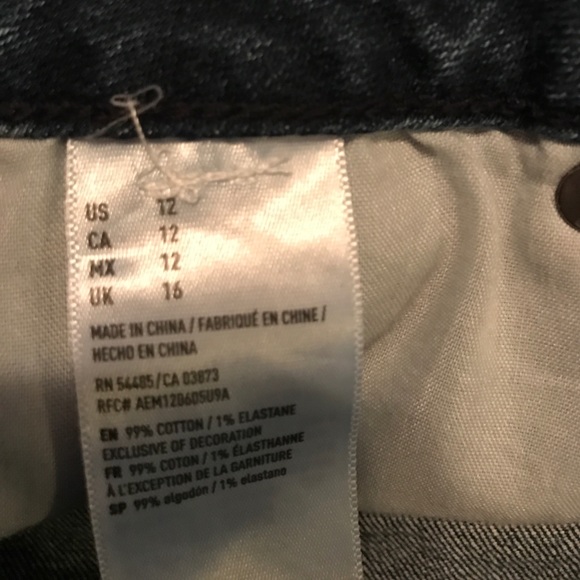 US 12
CA 12
MX 12
UK 16
MADE IN CHINA / FABRIQUÉ EN CHINE /
HECHO EN CHINA
RN 54485/CA 03873
RFC# AEM120605U9A
EN 99% COTTON / 1% ELASTANE
EXCLUSIVE OF DECORATION
FR 99% COTON / 1% ÉLASTHANNE
À L'EXCEPTION DE LA GARNITURE
SP 99% algodón / 1% elastano